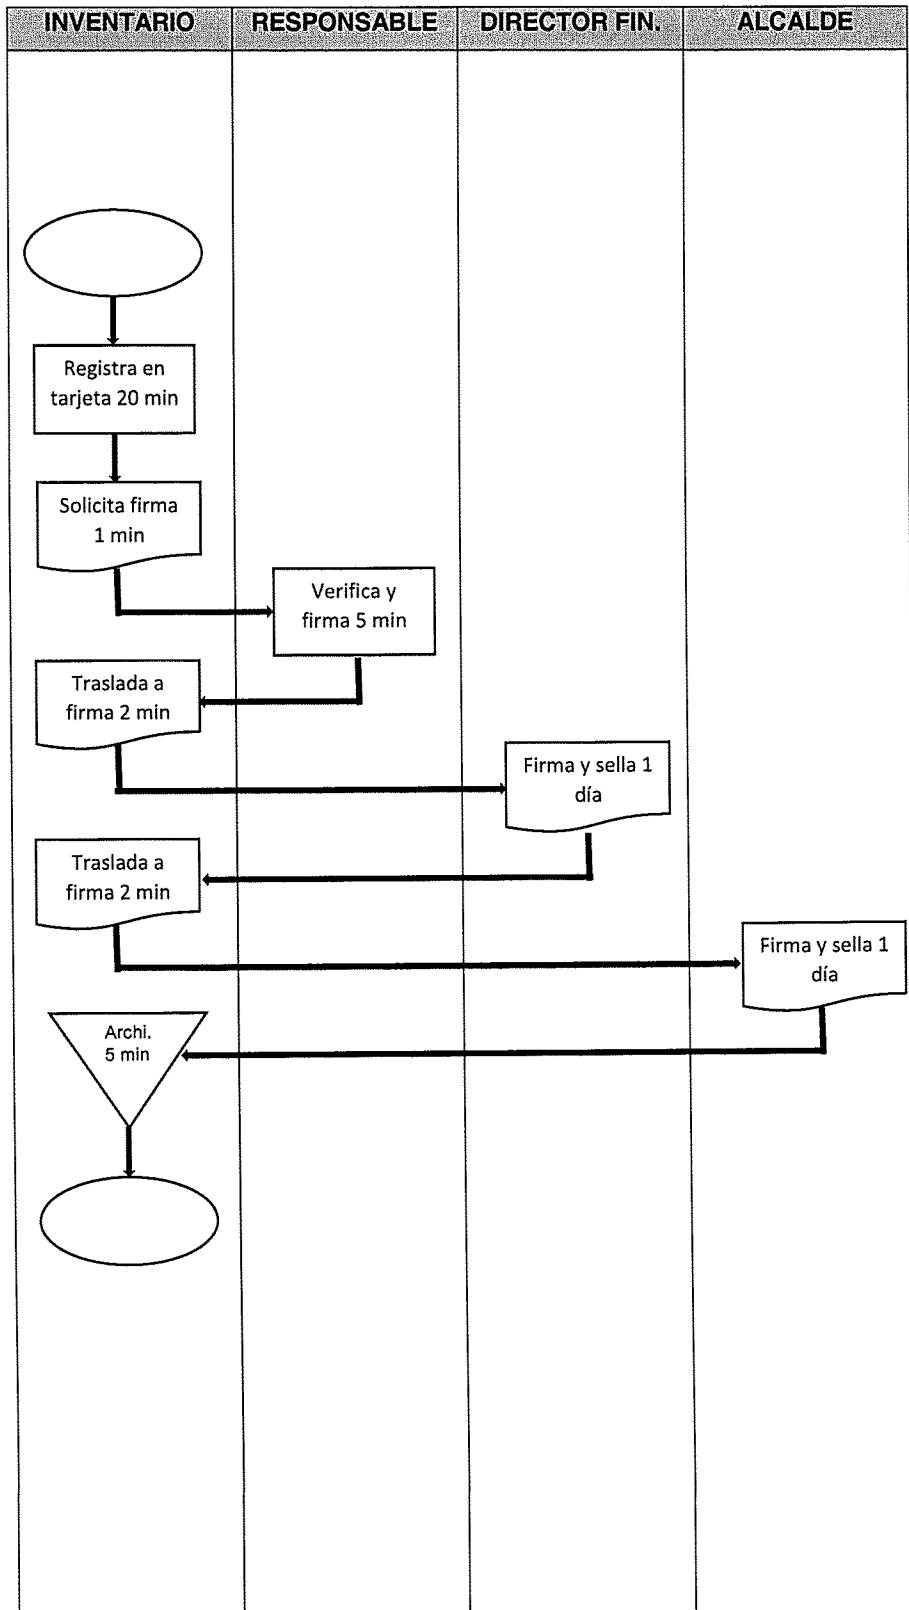 INVENTARIO
RESPONSABLE
DIRECTOR FIN.
ALCALDE
Registra en
tarjeta 20 min
Solicita firma
1 min
Verifica y
firma 5 min
Traslada a
firma 2 min
Firma y sella 1
día
Traslada a
firma 2 min
Firma y sella 1
día
Archi.
5 min